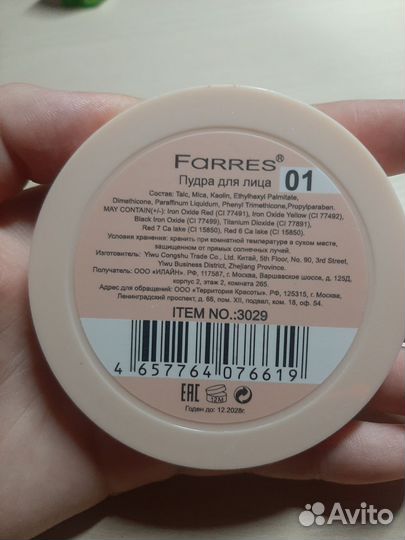 FARRES®
Пудра для лица 01
Состав: Talc, Mica, Kaolin, Ethylhexyl Palmitate,
Dimethicone, Paraffinum Liquidum, Phenyl Trimethicone,Propylparaben.
MAY CONTAIN(+/-): Iron Oxide Red (CI 77491), Iron Oxide Yellow (CI 77492),
Black Iron Oxide (CI 77499), Titanium Dioxide (CI 77891),
Red 7 Ca lake (CI 15850), Red 6 Ca lake (CI 15850).
Условия хранения: хранить при комнатной температуре в сухом месте,
защищенном от прямых солнечных лучей.
Изготовитель: Yiwu Congshu Trade Co., Ltd. Китай, 5th Floor, No. 90, 3rd Street,
Yiwu Business District, Zhejiang Province.
Получатель: ООО «ИЛАЙН» РФ, 117587, г. Москва, Варшавское шоссе, д. 125Д,
корпус 2, этаж 2, комната 265.
Адрес для обращений: ООО «Территория Красоты», РФ, 125315, г. Москва,
Ленинградский проспект, д. 66, пом. XII, подвал, ком. 18, оф. 54.
ITEM NO.:3029
4 657764 076619
EAC 12M
Годен до: 12.2028г.
Avito